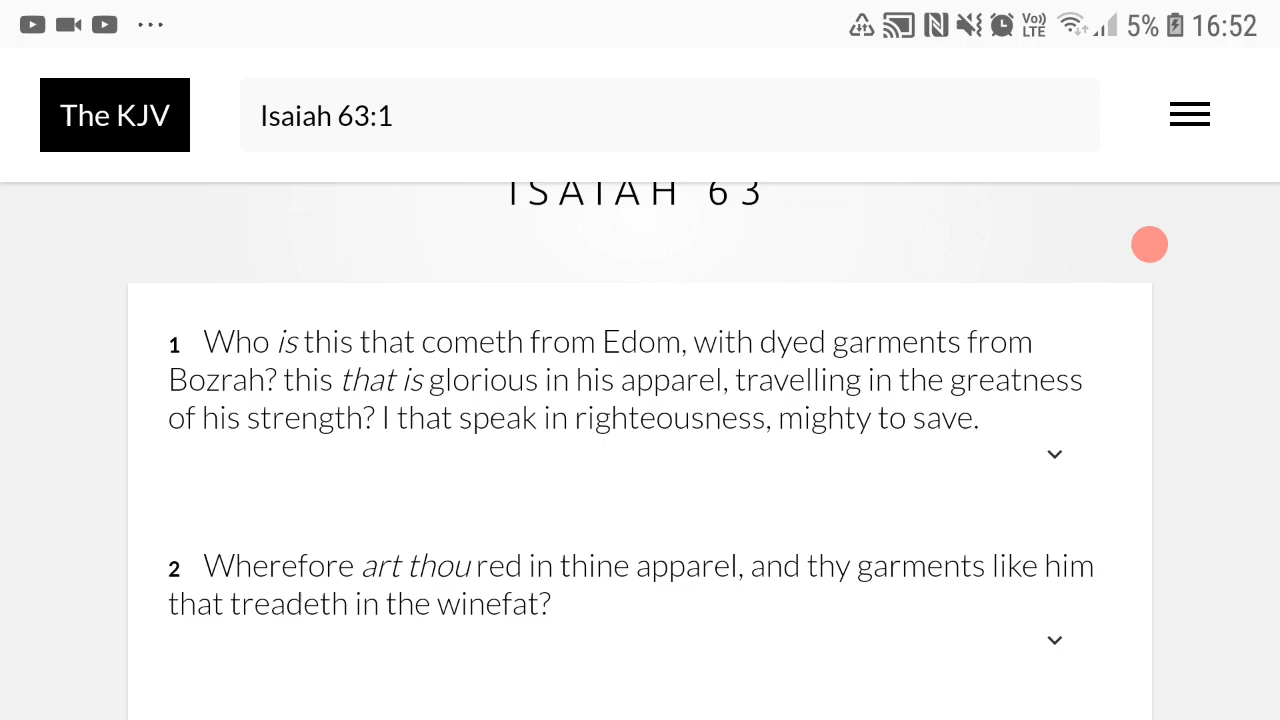 Vo)) LTE 5% 16:52
The KJV
Isaiah 63:1
ISAIAH 63
1 Who is this that cometh from Edom, with dyed garments from
Bozrah? this that is glorious in his apparel, travelling in the greatness
of his strength? I that speak in righteousness, mighty to save.
2 Wherefore art thou red in thine apparel, and thy garments like him
that treadeth in the winefat?